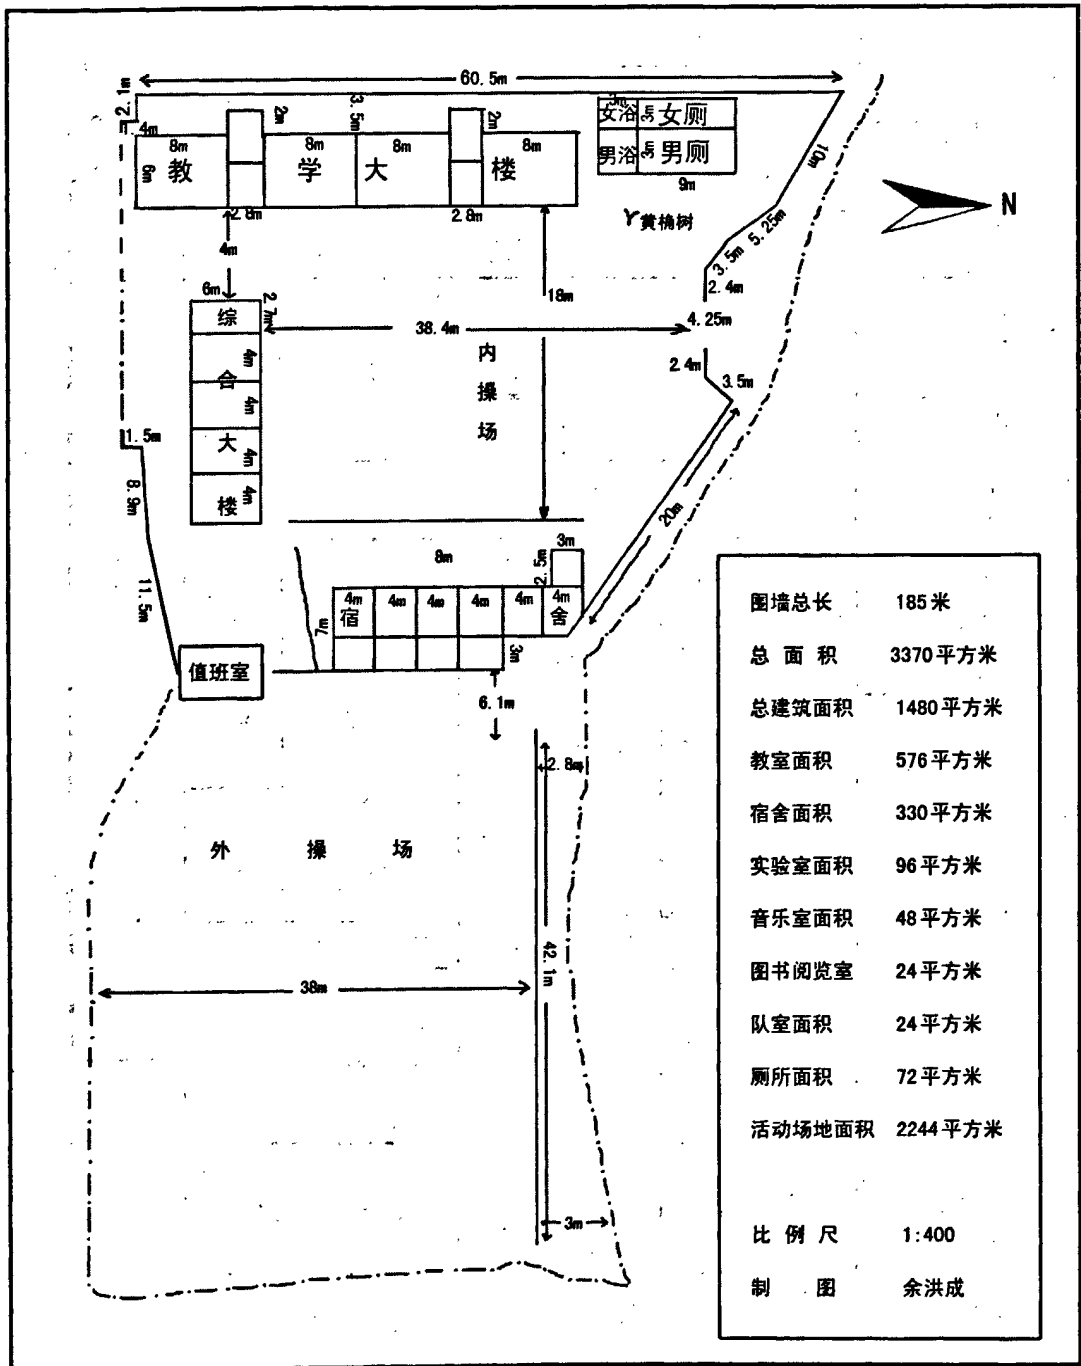 60.5m
2.1m
4m
3.5m
2m
2m
3m
女浴
女厕
3m
8m
8m
8m
8m
教
学
大
楼
6m
男浴
男厕
3m
9m
10m
N
2.8m
2.8m
黄桷树
3.5m
5.25m
4m
2.4m
6m
2.7m
18m
综
38.4m
4.25m
内
操
场
合
大
楼
4m
4m
4m
4m
2.4m
3.5m
1.5m
8.9m
20m
11.5m
8m
3m
2.5m
4m
4m
4m
4m
4m
4m
宿
舍
7m
3m
值班室
6.1m
2.8m
外 操 场
42.1m
38m
3m
围墙总长 185米
总面积 3370平方米
总建筑面积 1480平方米
教室面积 576平方米
宿舍面积 330平方米
实验室面积 96平方米
音乐室面积 48平方米
图书阅览室 24平方米
队室面积 24平方米
厕所面积 72平方米
活动场地面积 2244平方米
比例尺 1:400
制图 余洪成